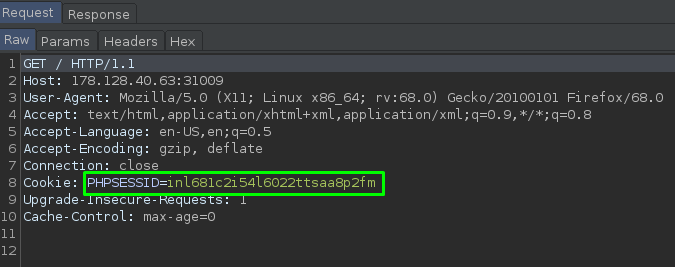 Request Response
Raw Params Headers Hex
1 GET / HTTP/1.1
2 Host: 178.128.40.63:31009
3 User-Agent: Mozilla/5.0 (X11; Linux x86_64; rv:68.0) Gecko/20100101 Firefox/68.0
4 Accept: text/html,application/xhtml+xml,application/xml;q=0.9,*/*;q=0.8
5 Accept-Language: en-US,en;q=0.5
6 Accept-Encoding: gzip, deflate
7 Connection: close
8 Cookie: PHPSESSID=inl681c2i54l6022ttsaa8p2fm
9 Upgrade-Insecure-Requests: 1
10 Cache-Control: max-age=0
11
12